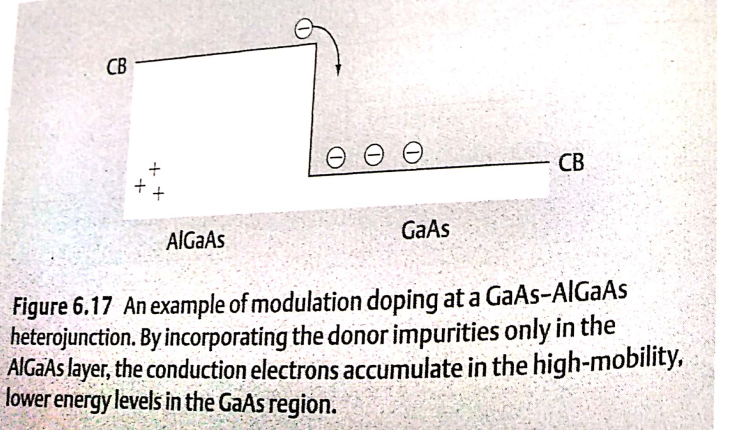 CB
CB
AlGaAs
GaAs
Figure 6.17 An example of modulation doping at a GaAs–AlGaAs
heterojunction. By incorporating the donor impurities only in the
AlGaAs layer, the conduction electrons accumulate in the high-mobility,
lower energy levels in the GaAs region.